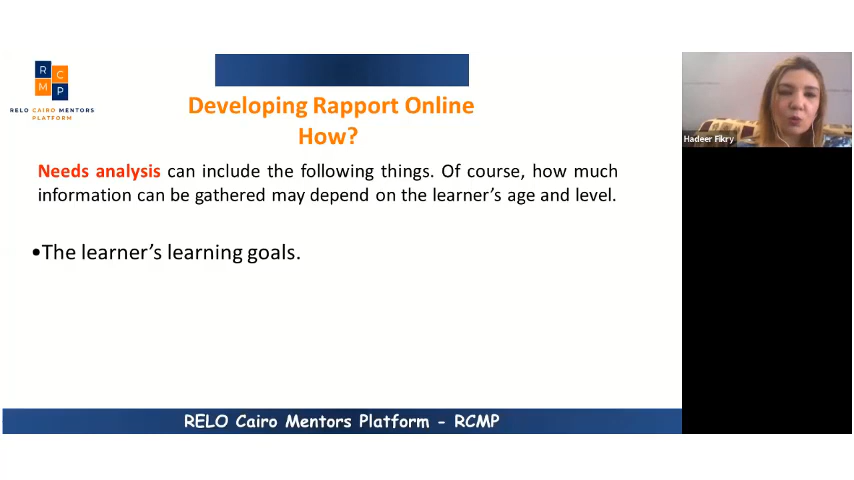 R
C
M
P
RELO CAIRO MENTORS
PLATFORM
Developing Rapport Online
How?
Needs analysis can include the following things. Of course, how much
information can be gathered may depend on the learner’s age and level.
•The learner’s learning goals.
RELO Cairo Mentors Platform - RCMP
Hadeer Fikry